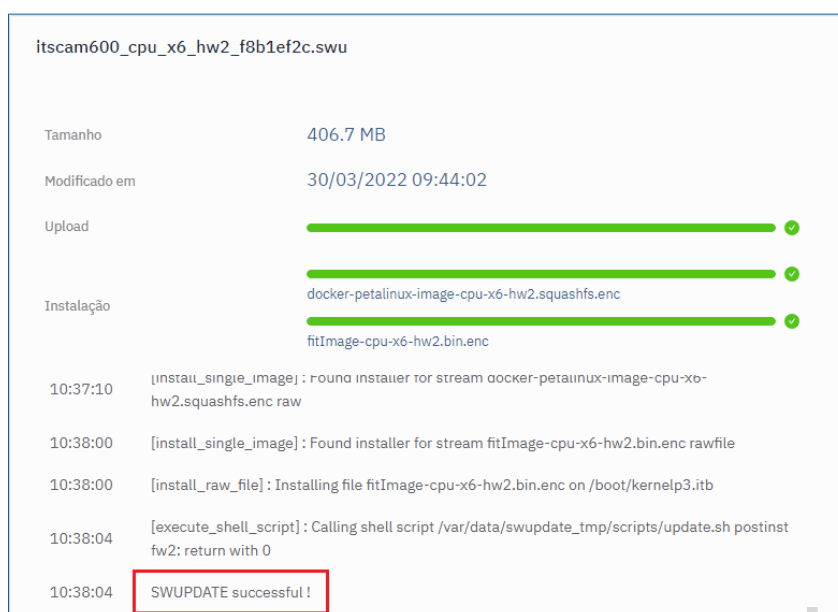 itscam600_cpu_x6_hw2_f8b1ef2c.swu
Tamanho 406.7 MB
Modificado em 30/03/2022 09:44:02
Upload
docker-petalinux-image-cpu-x6-hw2.squashfs.enc
Instalação
fitImage-cpu-x6-hw2.bin.enc
[install_single_image] : Found installer for stream docker-petalinux-image-cpu-x6-
10:37:10
hw2.squashfs.enc raw
10:38:00 [install_single_image] : Found installer for stream fitImage-cpu-x6-hw2.bin.enc rawfile
10:38:00 [install_raw_file] : Installing file fitImage-cpu-x6-hw2.bin.enc on /boot/kernelp3.itb
[execute_shell_script] : Calling shell script /var/data/swupdate_tmp/scripts/update.sh postinst
10:38:04
fw2: return with 0
10:38:04 SWUPDATE successful !